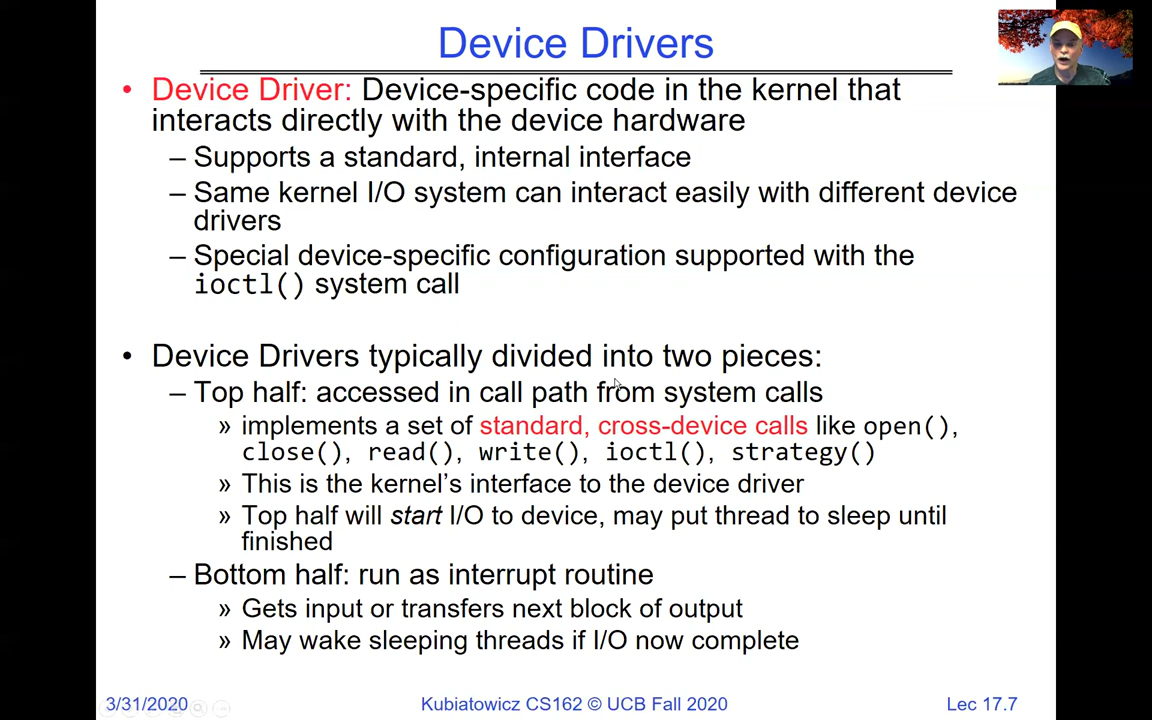 Device Drivers
• Device Driver: Device-specific code in the kernel that
interacts directly with the device hardware
– Supports a standard, internal interface
– Same kernel I/O system can interact easily with different device
drivers
– Special device-specific configuration supported with the
ioctl() system call
• Device Drivers typically divided into two pieces:
– Top half: accessed in call path from system calls
» implements a set of standard, cross-device calls like open(),
close(), read(), write(), ioctl(), strategy()
» This is the kernel's interface to the device driver
» Top half will start I/O to device, may put thread to sleep until
finished
– Bottom half: run as interrupt routine
» Gets input or transfers next block of output
» May wake sleeping threads if I/O now complete
3/31/2020 Kubiatowicz CS162 © UCB Fall 2020 Lec 17.7